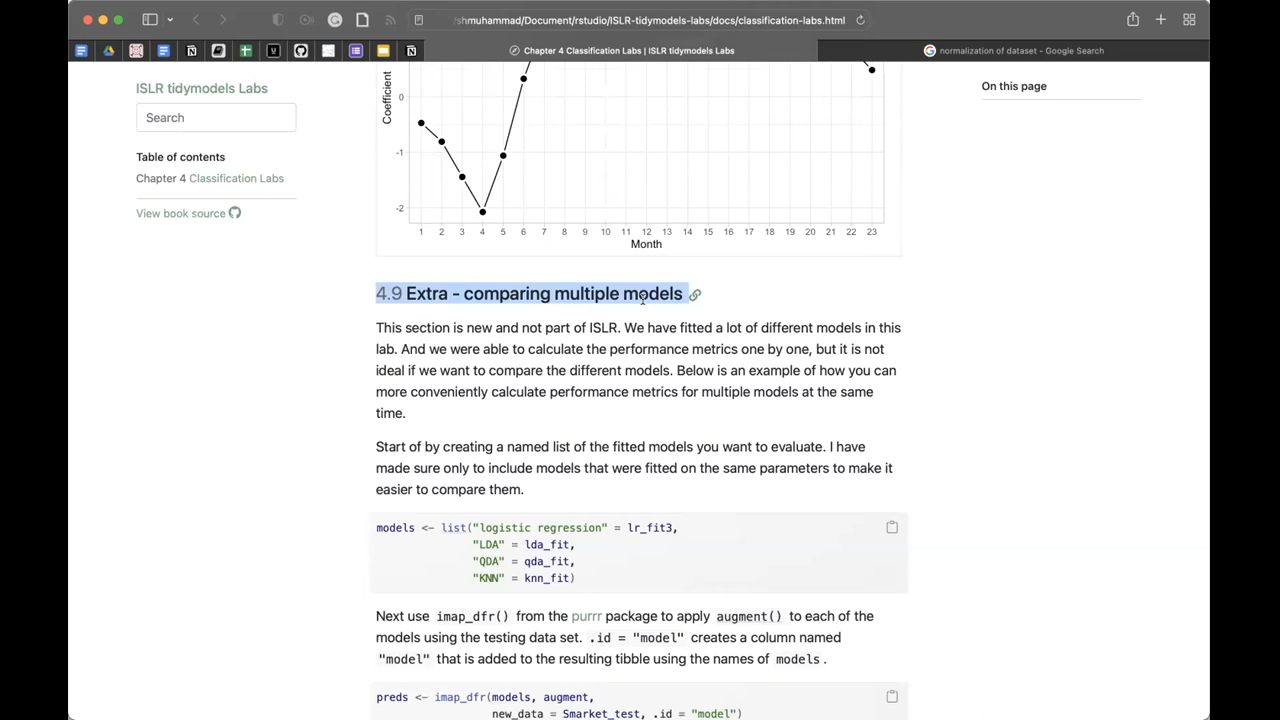 shmuhammad/Document/rstudio/ISLR-tidymodels-labs/docs/classification-labs.html
Chapter 4 Classification Labs | ISLR tidymodels Labs
normalization of dataset - Google Search
ISLR tidymodels Labs
Search
Table of contents
Chapter 4 Classification Labs
View book source
On this page
Coefficient
0
-1
-2
1 2 3 4 5 6 7 8 9 10 11 12 13 14 15 16 17 18 19 20 21 22 23
Month
4.9 Extra - comparing multiple models
This section is new and not part of ISLR. We have fitted a lot of different models in this
lab. And we were able to calculate the performance metrics one by one, but it is not
ideal if we want to compare the different models. Below is an example of how you can
more conveniently calculate performance metrics for multiple models at the same
time.
Start of by creating a named list of the fitted models you want to evaluate. I have
made sure only to include models that were fitted on the same parameters to make it
easier to compare them.
models <- list("logistic regression" = lr_fit3,
"LDA" = lda_fit,
"QDA" = qda_fit,
"KNN" = knn_fit)
Next use imap_dfr() from the purrr package to apply augment() to each of the
models using the testing data set. .id = "model" creates a column named
"model" that is added to the resulting tibble using the names of models.
preds <- imap_dfr(models, augment,
new_data = Smarket_test, .id = "model")